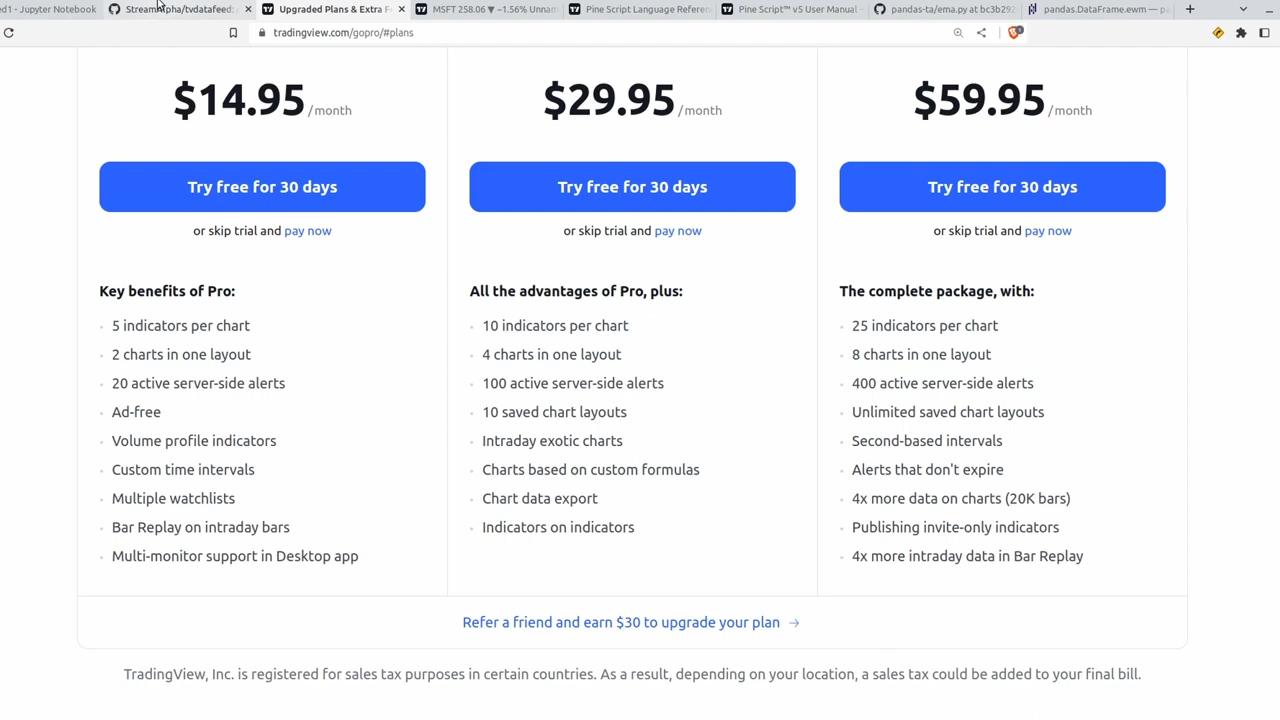 ed1 - Jupyter Notebook
StreamAlpha/tvdatafeed:
Upgraded Plans & Extra F
MSFT 258.06 ▼ −1.56% Unnam
Pine Script Language Referen
Pine Script™ v5 User Manual
pandas-ta/ema.py at bc3b292
pandas.DataFrame.ewm — pa
tradingview.com/gopro/#plans
$14.95 /month
$29.95 /month
$59.95 /month
Try free for 30 days
Try free for 30 days
Try free for 30 days
or skip trial and pay now
or skip trial and pay now
or skip trial and pay now
Key benefits of Pro:
5 indicators per chart
2 charts in one layout
20 active server-side alerts
Ad-free
Volume profile indicators
Custom time intervals
Multiple watchlists
Bar Replay on intraday bars
Multi-monitor support in Desktop app
All the advantages of Pro, plus:
10 indicators per chart
4 charts in one layout
100 active server-side alerts
10 saved chart layouts
Intraday exotic charts
Charts based on custom formulas
Chart data export
Indicators on indicators
The complete package, with:
25 indicators per chart
8 charts in one layout
400 active server-side alerts
Unlimited saved chart layouts
Second-based intervals
Alerts that don't expire
4x more data on charts (20K bars)
Publishing invite-only indicators
4x more intraday data in Bar Replay
Refer a friend and earn $30 to upgrade your plan →
TradingView, Inc. is registered for sales tax purposes in certain countries. As a result, depending on your location, a sales tax could be added to your final bill.